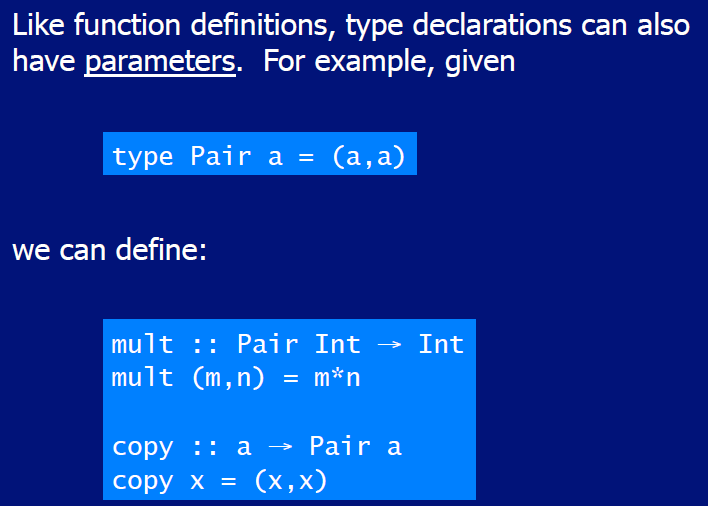 Like function definitions, type declarations can also
have parameters.  For example, given
type Pair a = (a,a)
we can define:
mult :: Pair Int → Int
mult (m,n) = m*n
copy :: a → Pair a
copy x = (x,x)